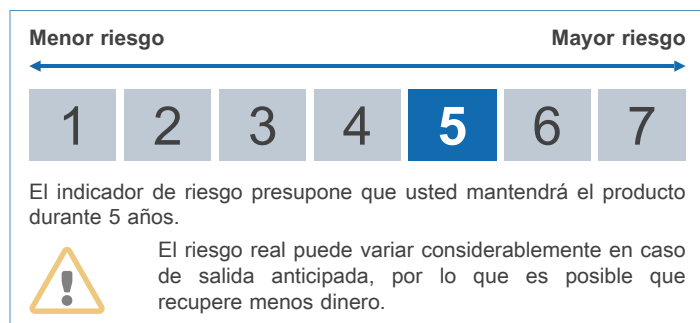 Menor riesgo Mayor riesgo
1 2 3 4 5 6 7
El indicador de riesgo presupone que usted mantendrá el producto
durante 5 años.
El riesgo real puede variar considerablemente en caso
de salida anticipada, por lo que es posible que
recupere menos dinero.